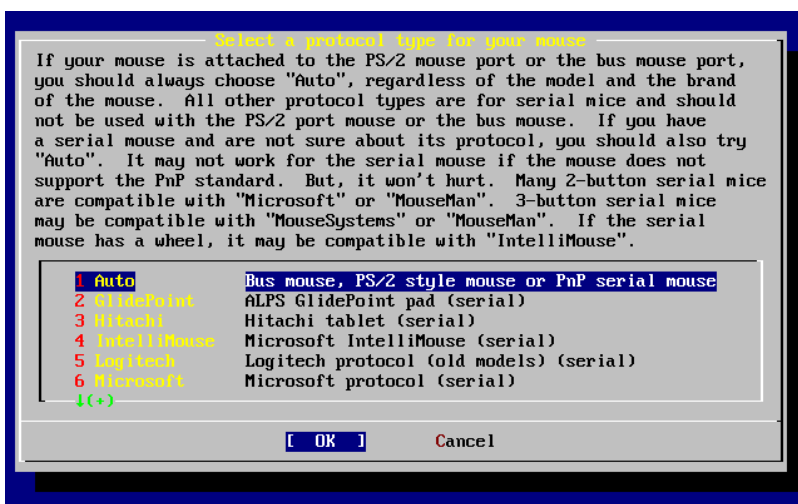 Select a protocol type for your mouse
If your mouse is attached to the PS/2 mouse port or the bus mouse port,
you should always choose "Auto", regardless of the model and the brand
of the mouse.  All other protocol types are for serial mice and should
not be used with the PS/2 port mouse or the bus mouse.  If you have
a serial mouse and are not sure about its protocol, you should also try
"Auto".  It may not work for the serial mouse if the mouse does not
support the PnP standard.  But, it won't hurt.  Many 2-button serial mice
are compatible with "Microsoft" or "MouseMan".  3-button serial mice
may be compatible with "MouseSystems" or "MouseMan".  If the serial
mouse has a wheel, it may be compatible with "IntelliMouse".
1 Auto Bus mouse, PS/2 style mouse or PnP serial mouse
2 GlidePoint ALPS GlidePoint pad (serial)
3 Hitachi Hitachi tablet (serial)
4 IntelliMouse Microsoft IntelliMouse (serial)
5 Logitech Logitech protocol (old models) (serial)
6 Microsoft Microsoft protocol (serial)
↓(+)
[ OK ] Cancel